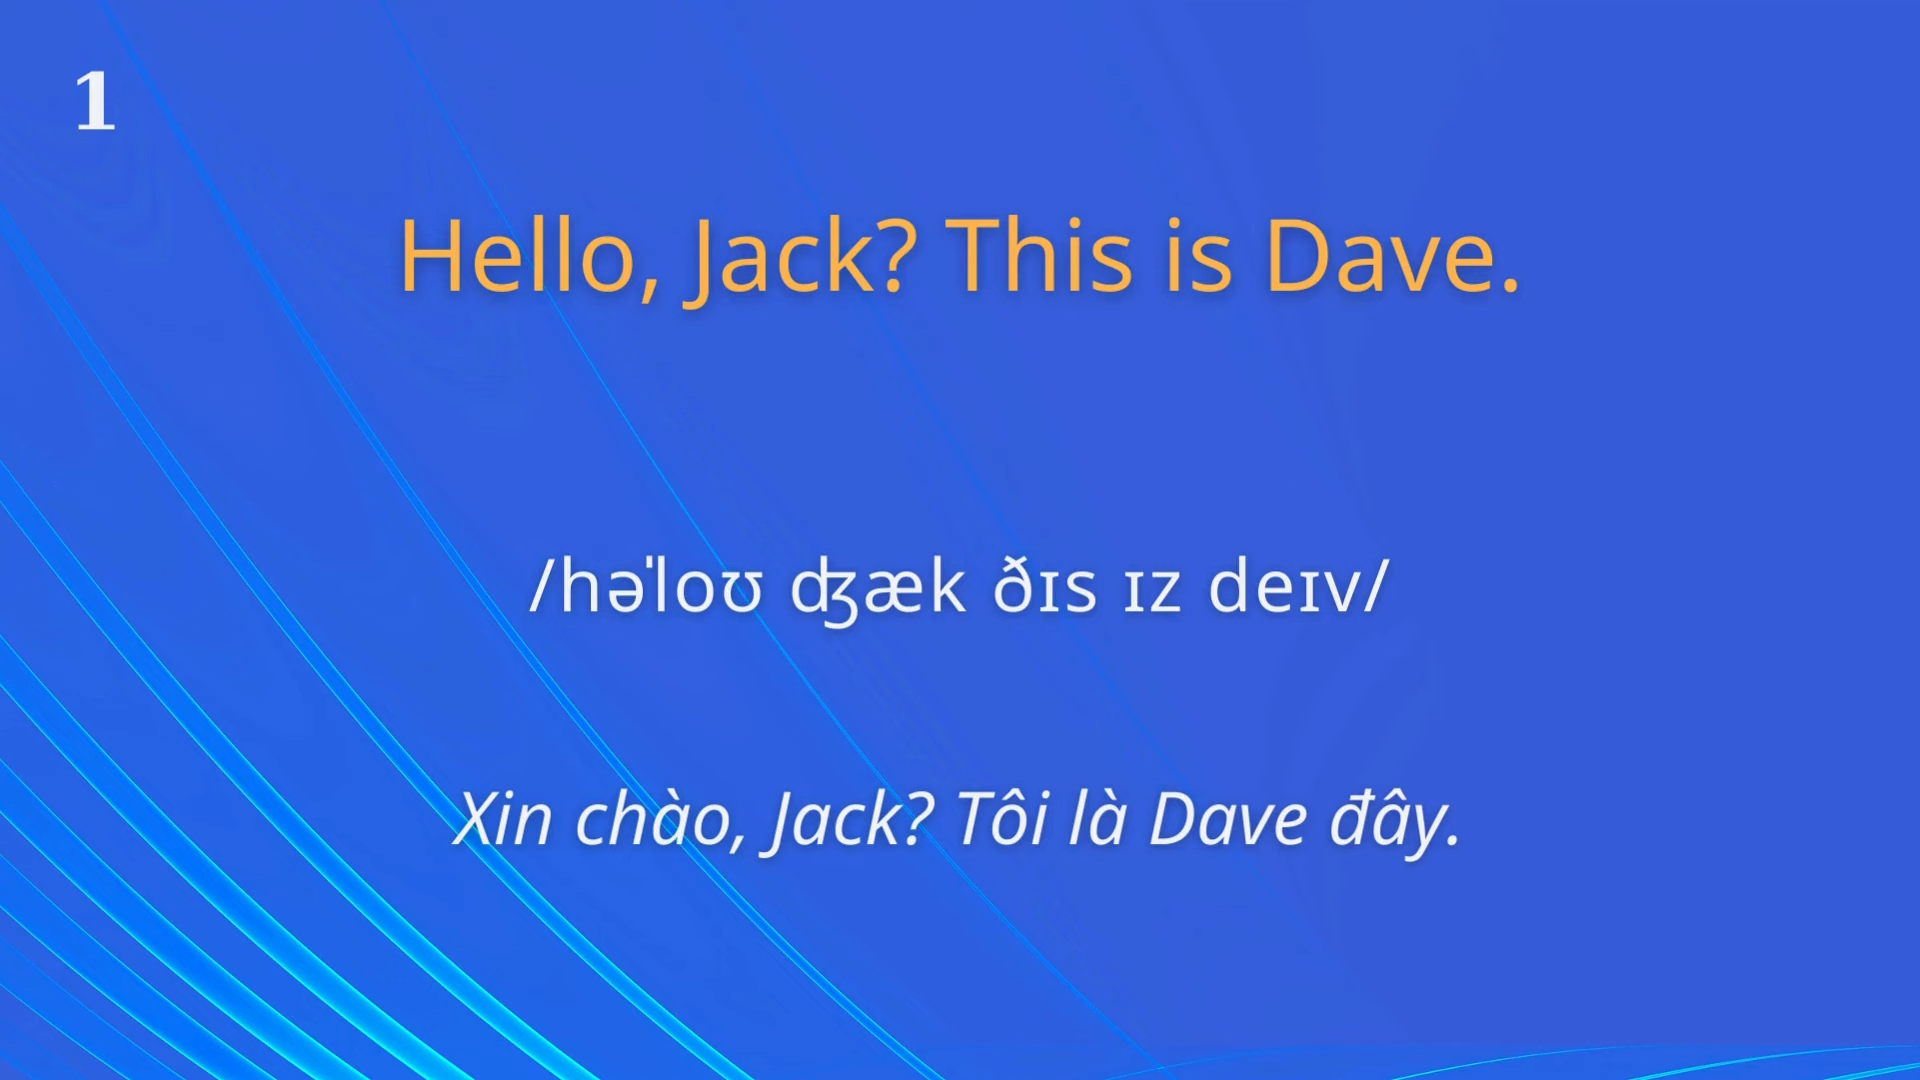 1
Hello, Jack? This is Dave.
/həˈloʊ ʤæk ðɪs ɪz deɪv/
Xin chào, Jack? Tôi là Dave đây.